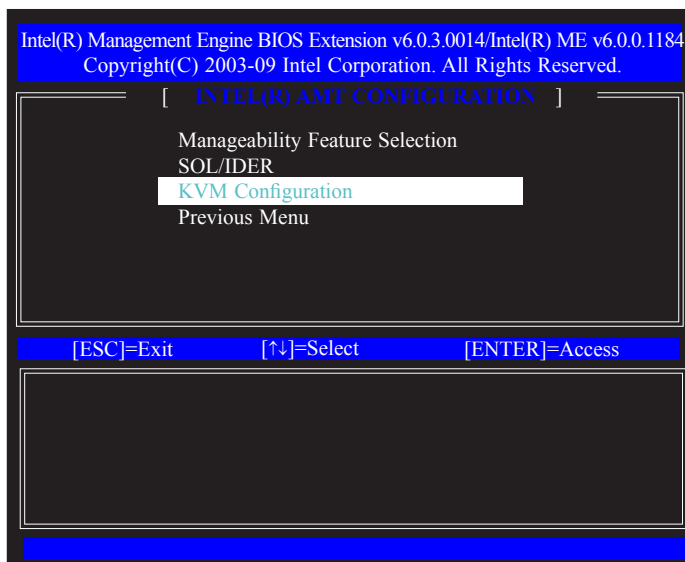 Intel(R) Management Engine BIOS Extension v6.0.3.0014/Intel(R) ME v6.0.0.1184
Copyright(C) 2003-09 Intel Corporation. All Rights Reserved.
[ INTEL(R) AMT CONFIGURATION ]
Manageability Feature Selection
SOL/IDER
KVM Configuration
Previous Menu
[ESC]=Exit [↑↓]=Select [ENTER]=Access